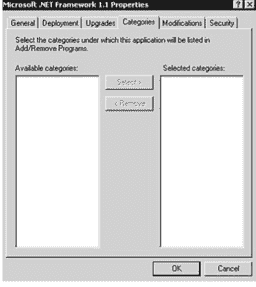 Microsoft .NET Framework 1.1 Properties
? X
General Deployment Upgrades Categories Modifications Security
Select the categories under which this application will be listed in
Add/Remove Programs.
Available categories: Selected categories:
Select >
< Remove
OK Cancel